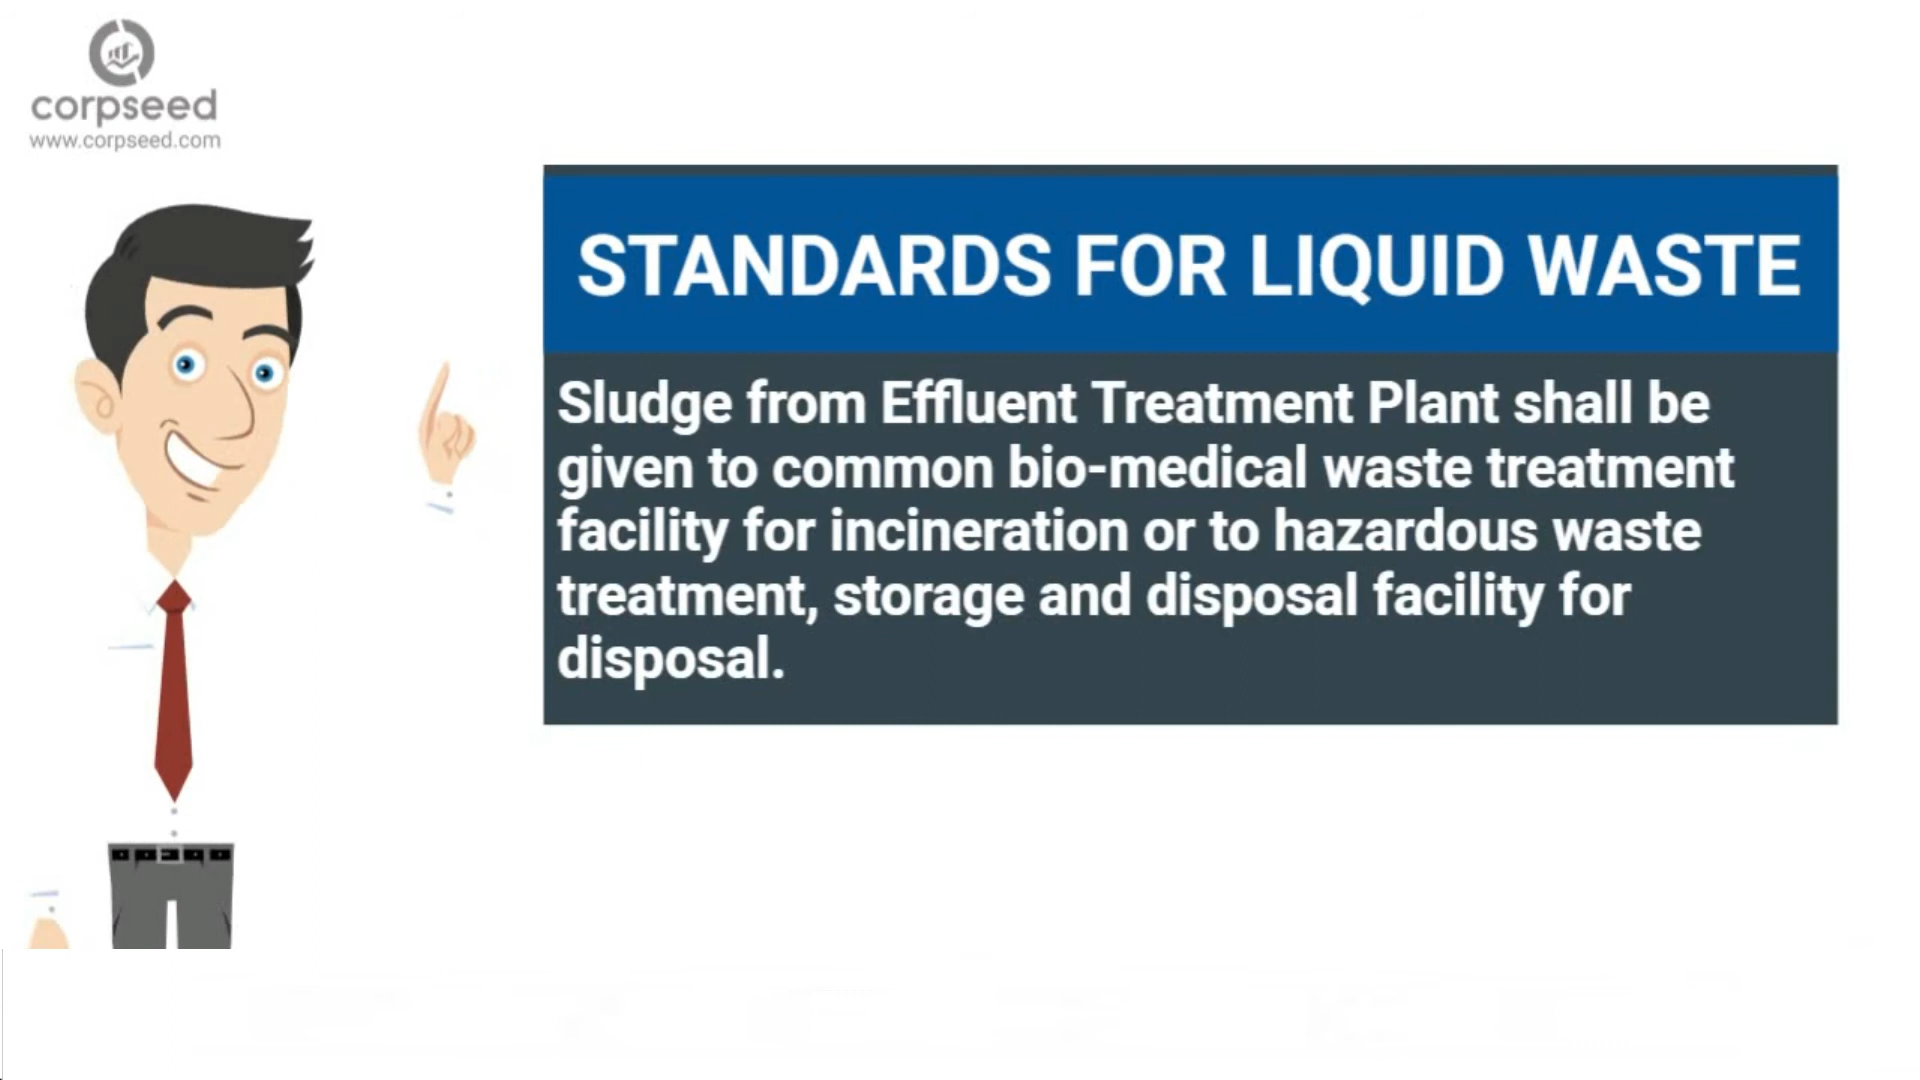 corpseed
www.corpseed.com
STANDARDS FOR LIQUID WASTE
Sludge from Effluent Treatment Plant shall be
given to common bio-medical waste treatment
facility for incineration or to hazardous waste
treatment, storage and disposal facility for
disposal.